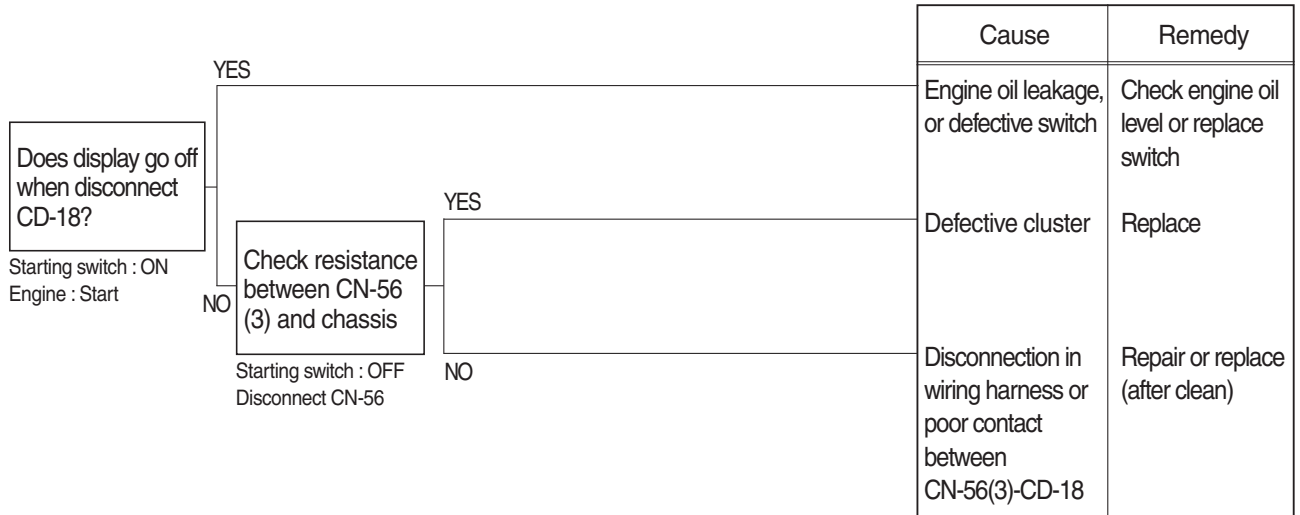 Cause
Remedy
YES
Engine oil leakage,
or defective switch
Check engine oil
level or replace
switch
Does display go off
when disconnect
CD-18?
Starting switch : ON
Engine : Start
YES
Defective cluster
Replace
NO
Check resistance
between CN-56
(3) and chassis
Starting switch : OFF
Disconnect CN-56
NO
Disconnection in
wiring harness or
poor contact
between
CN-56(3)-CD-18
Repair or replace
(after clean)